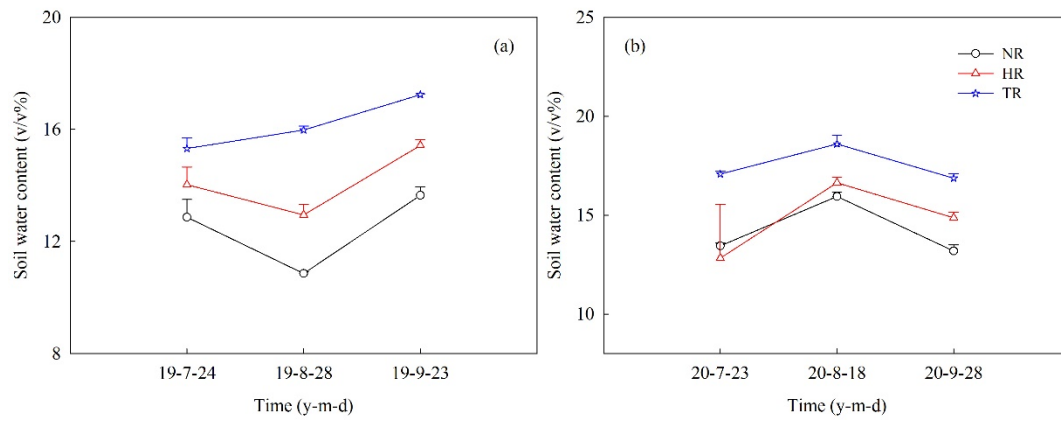 20
16
12
8
Soil water content (v/v%)
(a)
19-7-24
19-8-28
19-9-23
Time (y-m-d)
25
20
15
10
Soil water content (v/v%)
(b)
NR
HR
TR
20-7-23
20-8-18
20-9-28
Time (y-m-d)